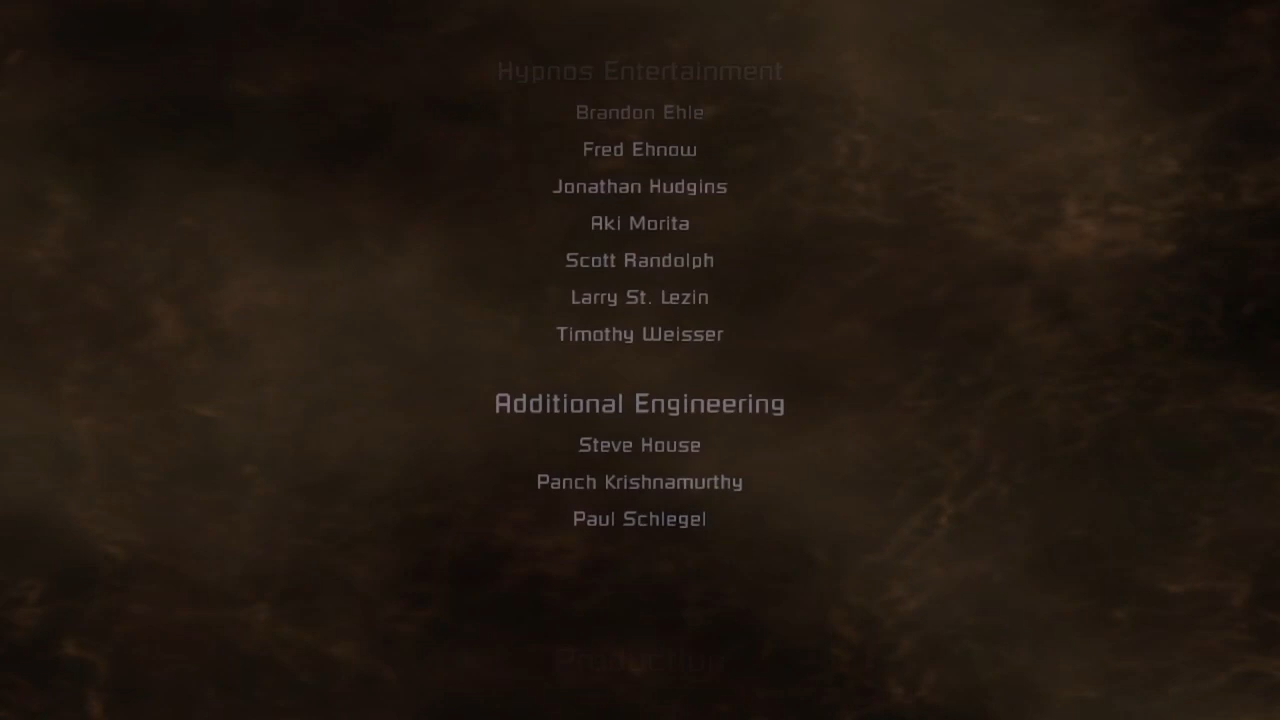 Hypnos Entertainment
Brandon Ehle
Fred Ehnow
Jonathan Hudgins
Aki Morita
Scott Randolph
Larry St. Lezin
Timothy Weisser
Additional Engineering
Steve House
Panch Krishnamurthy
Paul Schlegel
Production